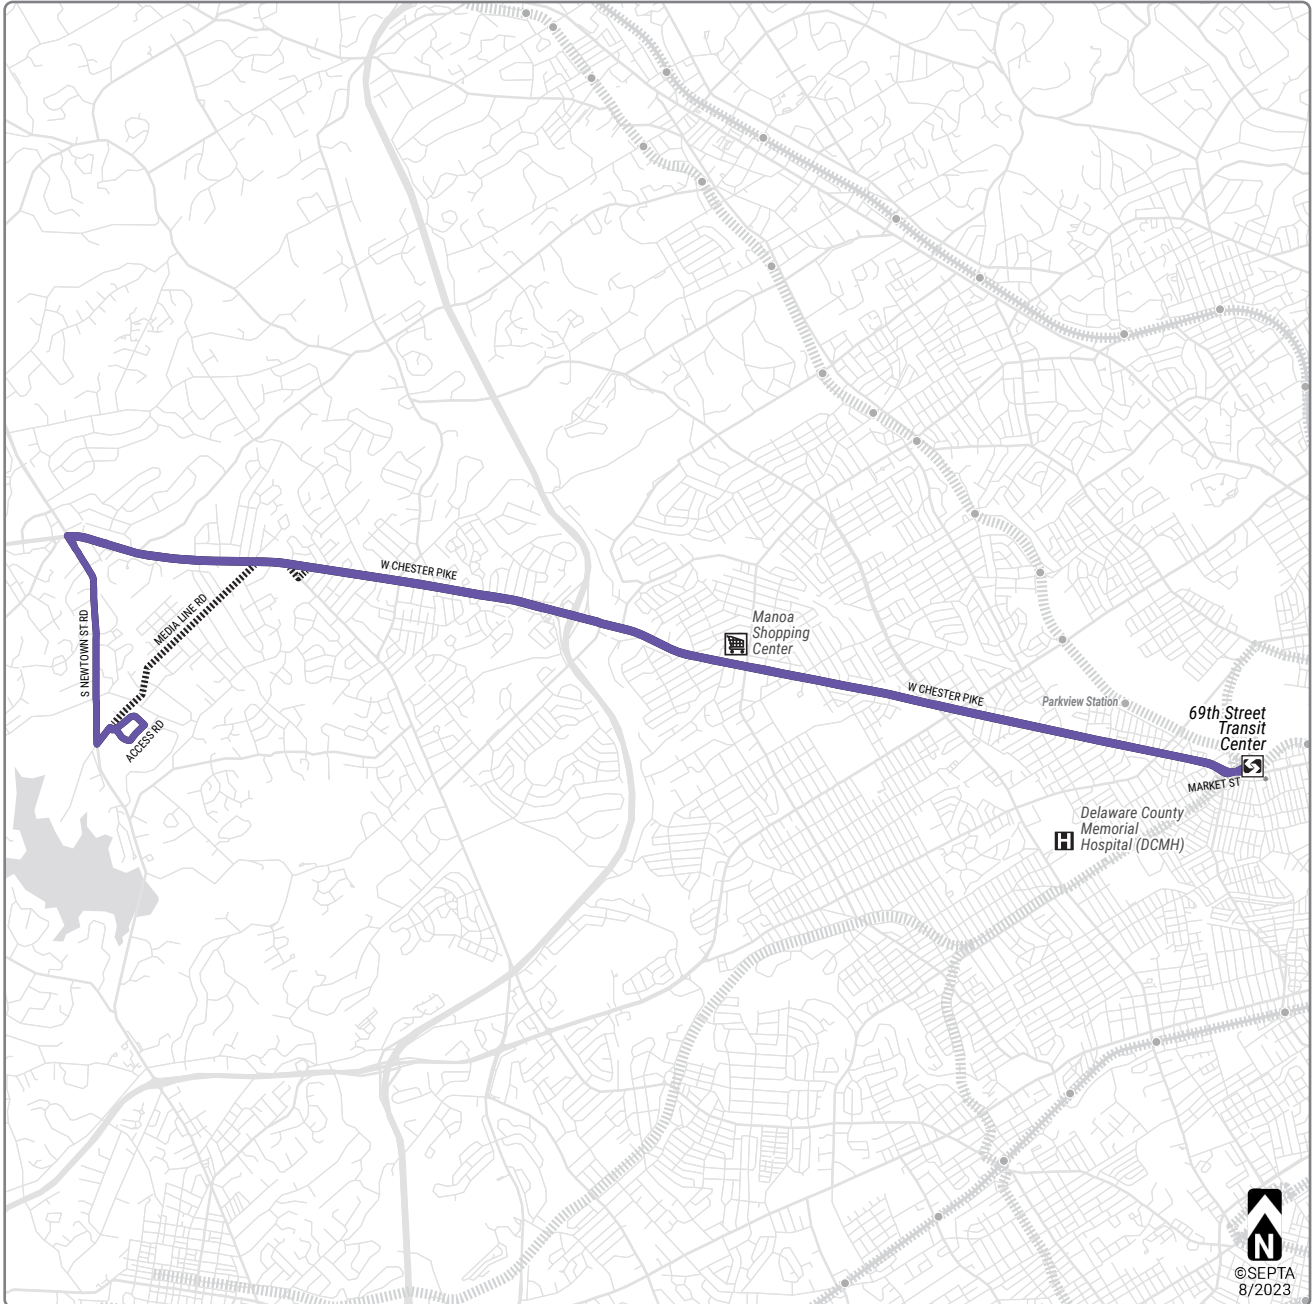 W CHESTER PIKE
MEDIA LINE RD
S NEWTOWN ST RD
ACCESS RD
Manoa
Shopping
Center
W CHESTER PIKE
Parkview Station
69th Street
Transit
Center
MARKET ST
Delaware County
Memorial
Hospital (DCMH)
H
N
©SEPTA
8/2023